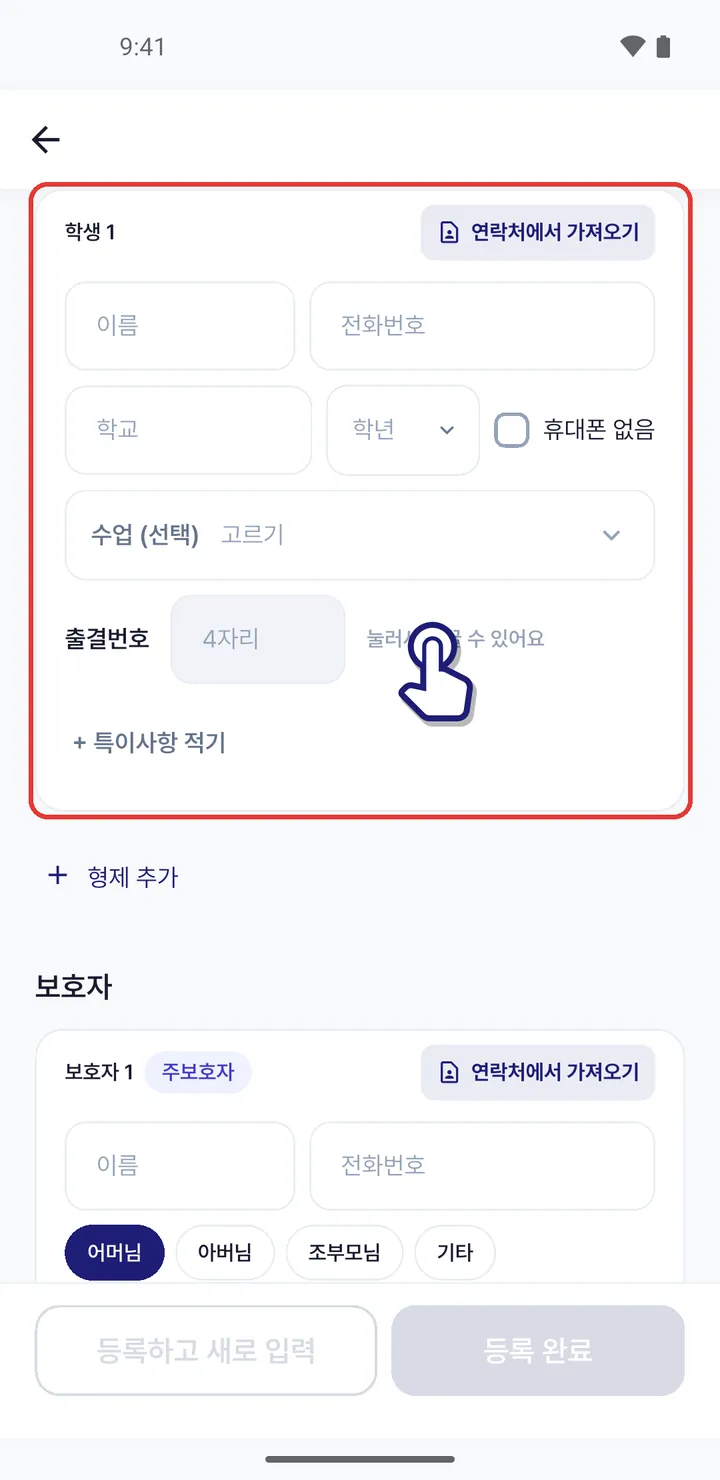 9:41
학생 1
연락처에서 가져오기
이름
전화번호
학교
학년
휴대폰 없음
수업 (선택) 고르기
출결번호
4자리
수 있어요
+ 특이사항 적기
+ 형제 추가
보호자
보호자 1
주보호자
연락처에서 가져오기
이름
전화번호
어머님
아버님
조부모님
기타
등록하고 새로 입력
등록 완료